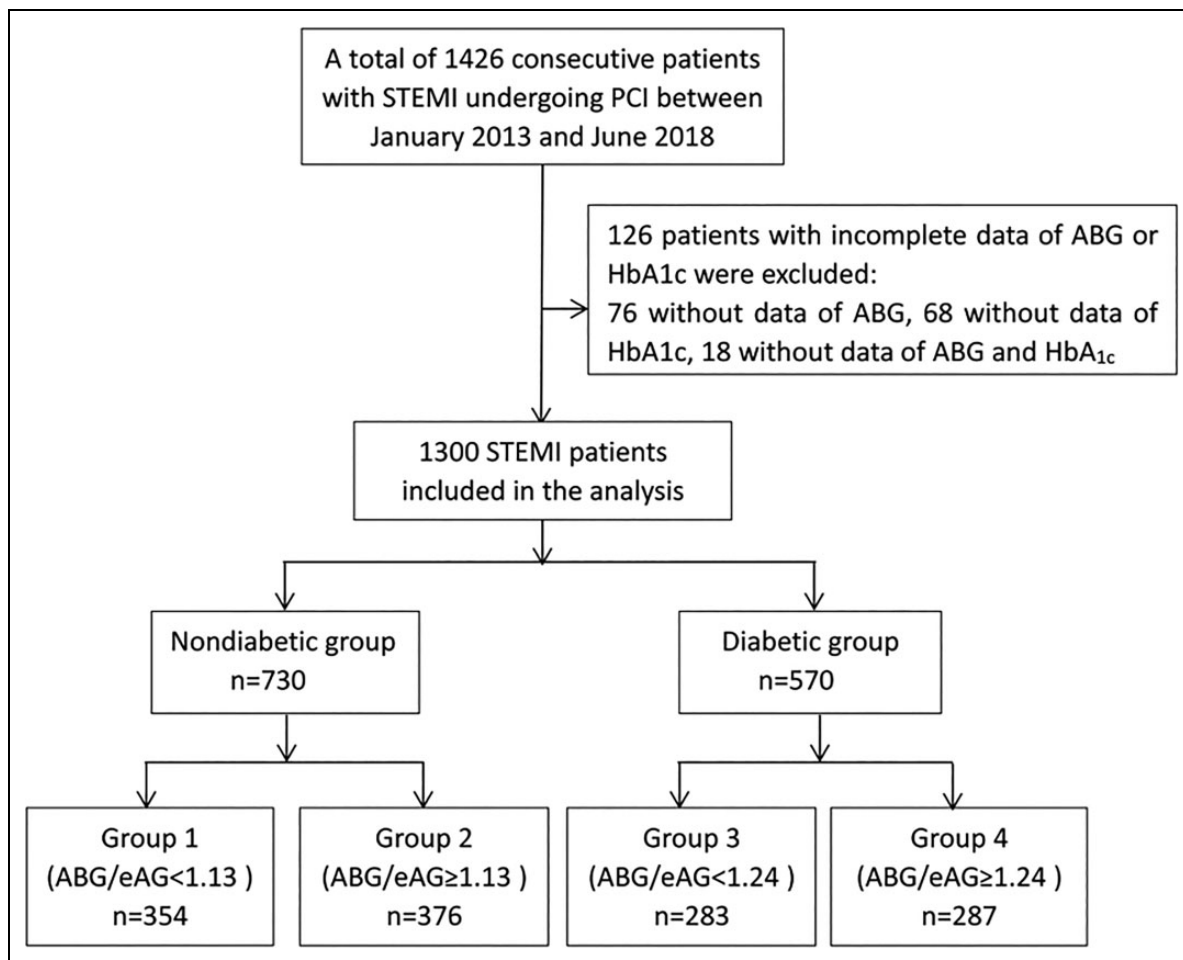 A total of 1426 consecutive patients
with STEMI undergoing PCI between
January 2013 and June 2018
126 patients with incomplete data of ABG or
HbA1c were excluded:
76 without data of ABG, 68 without data of
HbA1c, 18 without data of ABG and HbA₁c
1300 STEMI patients
included in the analysis
Nondiabetic group
n=730
Diabetic group
n=570
Group 1
(ABG/eAG<1.13 )
n=354
Group 2
(ABG/eAG≥1.13 )
n=376
Group 3
(ABG/eAG<1.24 )
n=283
Group 4
(ABG/eAG≥1.24 )
n=287